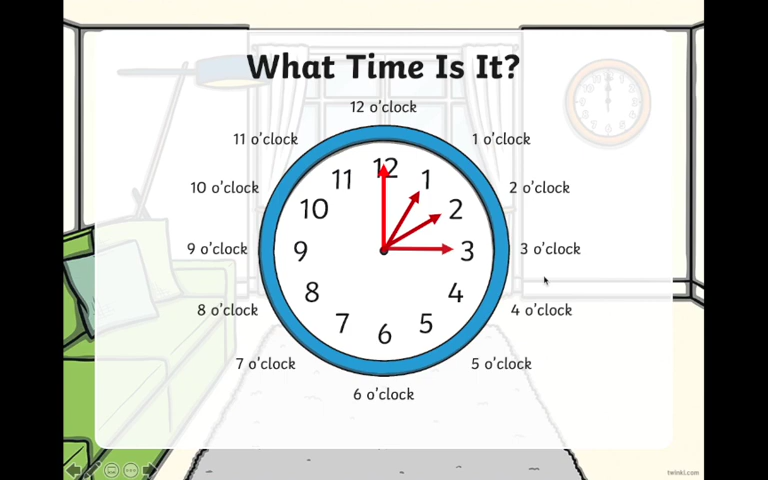 What Time Is It?
12 o'clock
11 o'clock
1 o'clock
10 o'clock
2 o'clock
9 o'clock
3 o'clock
8 o'clock
4 o'clock
7 o'clock
5 o'clock
6 o'clock
12
11
1
10
2
9
3
8
4
7
5
6
twinkl.com